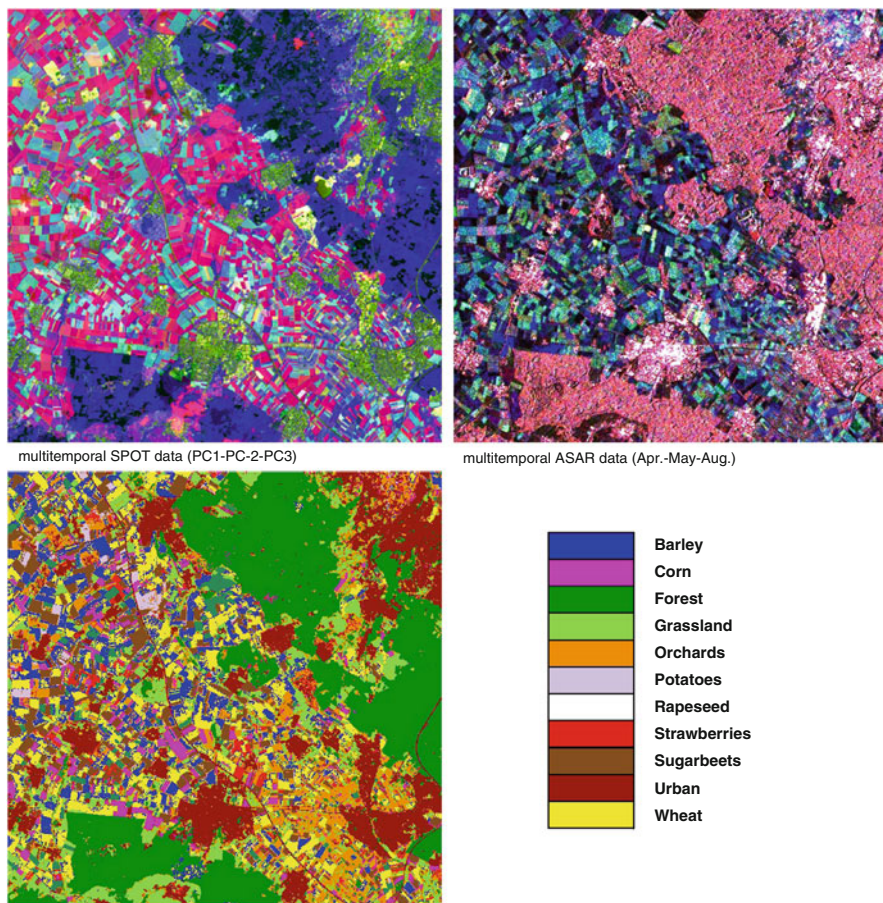 multitemporal SPOT data (PC1-PC-2-PC3)
multitemporal ASAR data (Apr.-May-Aug.)
Barley
Corn
Forest
Grassland
Orchards
Potatoes
Rapeseed
Strawberries
Sugarbeets
Urban
Wheat